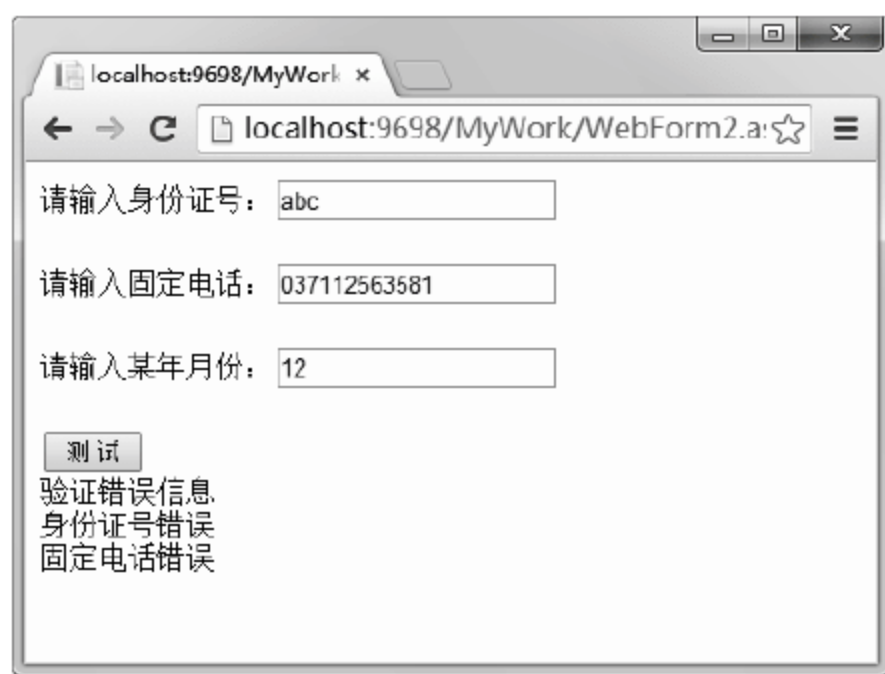 localhost:9698/MyWork
localhost:9698/MyWork/WebForm2.a
请输入身份证号: abc
请输入固定电话: 037112563581
请输入某年月份: 12
测 试
验证错误信息
身份证号错误
固定电话错误